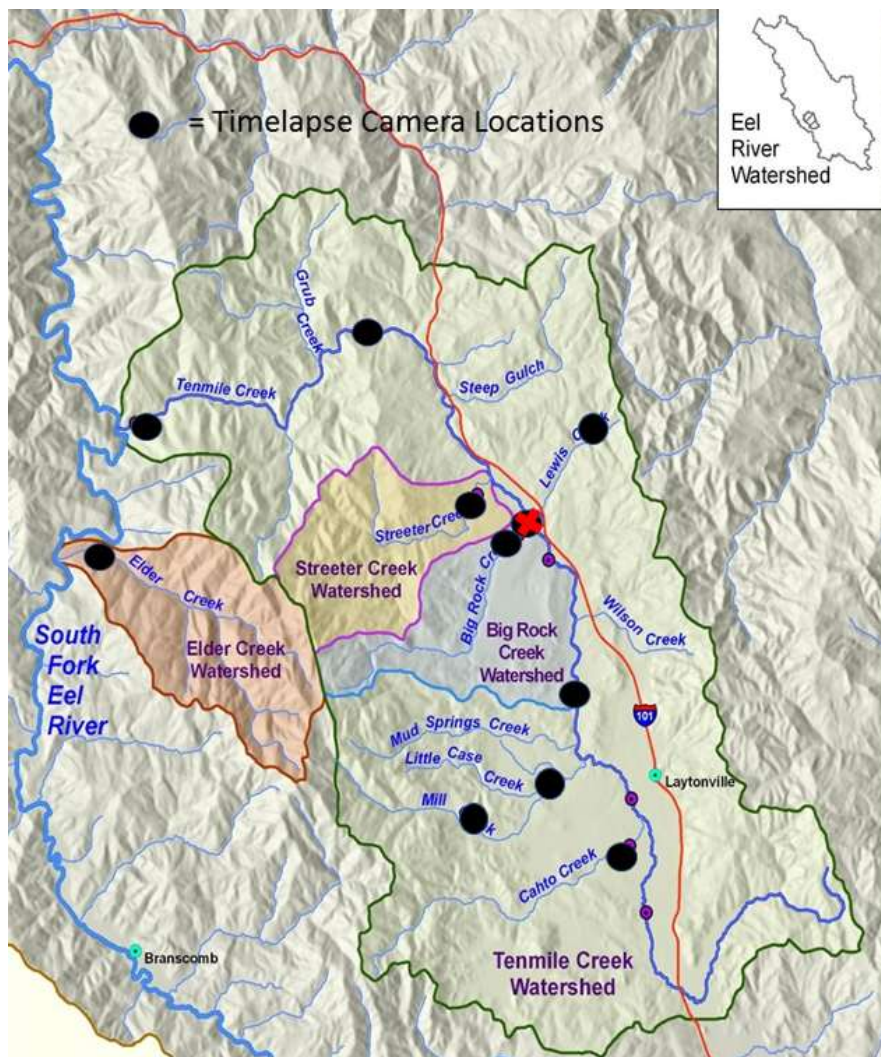 = Timelapse Camera Locations
Eel
River
Watershed
Grub
Creek
Tenmile Creek
Steep Gulch
Lewis
Streeter Creek
Streeter Creek
Watershed
Elder
Creek
Elder Creek
Watershed
South
Fork
Eel
River
Big Rock
Big Rock
Creek
Watershed
Wilson
Creek
101
Mud Springs Creek
Little Case
Creek
Mill
Laytonville
Cahto Creek
Tenmile Creek
Watershed
Branscomb